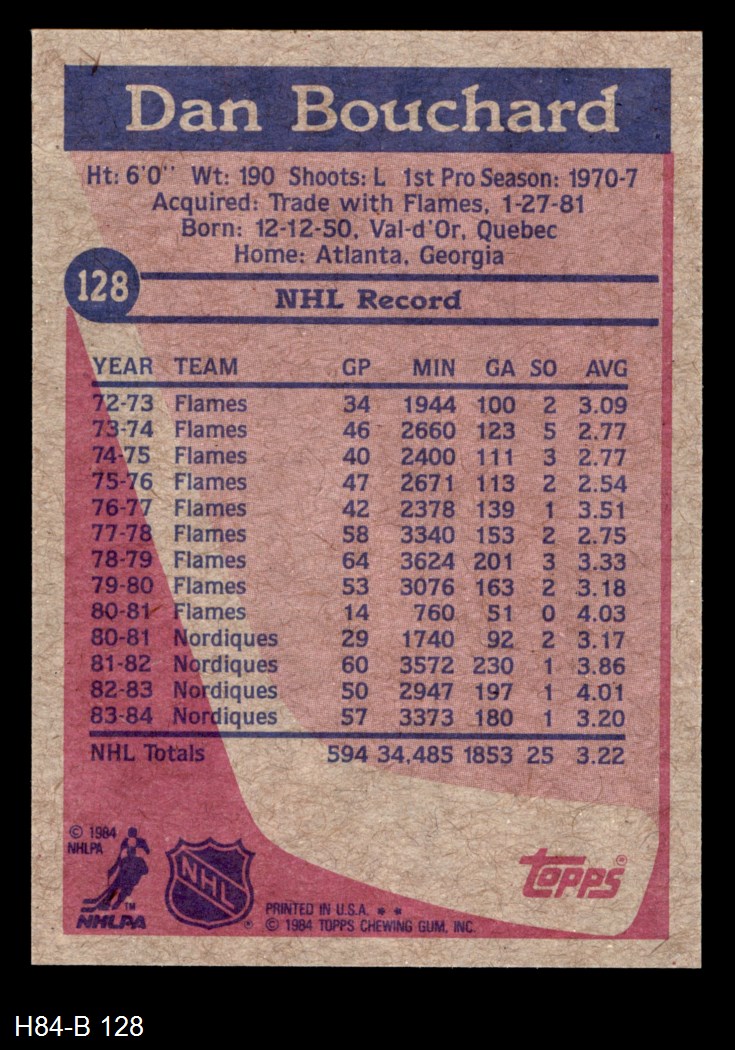 Dan Bouchard
Ht: 6'0" Wt: 190 Shoots: L 1st Pro Season: 1970-7
Acquired: Trade with Flames, 1-27-81
Born: 12-12-50, Val-d'Or, Quebec
Home: Atlanta, Georgia
128
NHL Record
YEAR TEAM GP MIN GA SO AVG
72-73 Flames 34 1944 100 2 3.09
73-74 Flames 46 2660 123 5 2.77
74-75 Flames 40 2400 111 3 2.77
75-76 Flames 47 2671 113 2 2.54
76-77 Flames 42 2378 139 1 3.51
77-78 Flames 58 3340 153 2 2.75
78-79 Flames 64 3624 201 3 3.33
79-80 Flames 53 3076 163 2 3.18
80-81 Flames 14 760 51 0 4.03
80-81 Nordiques 29 1740 92 2 3.17
81-82 Nordiques 60 3572 230 1 3.86
82-83 Nordiques 50 2947 197 1 4.01
83-84 Nordiques 57 3373 180 1 3.20
NHL Totals 594 34,485 1853 25 3.22
© 1984
NHLPA
TM
NHLPA
NHL
®
topps®
PRINTED IN U.S.A. * *
© 1984 TOPPS CHEWING GUM, INC.
H84-B 128